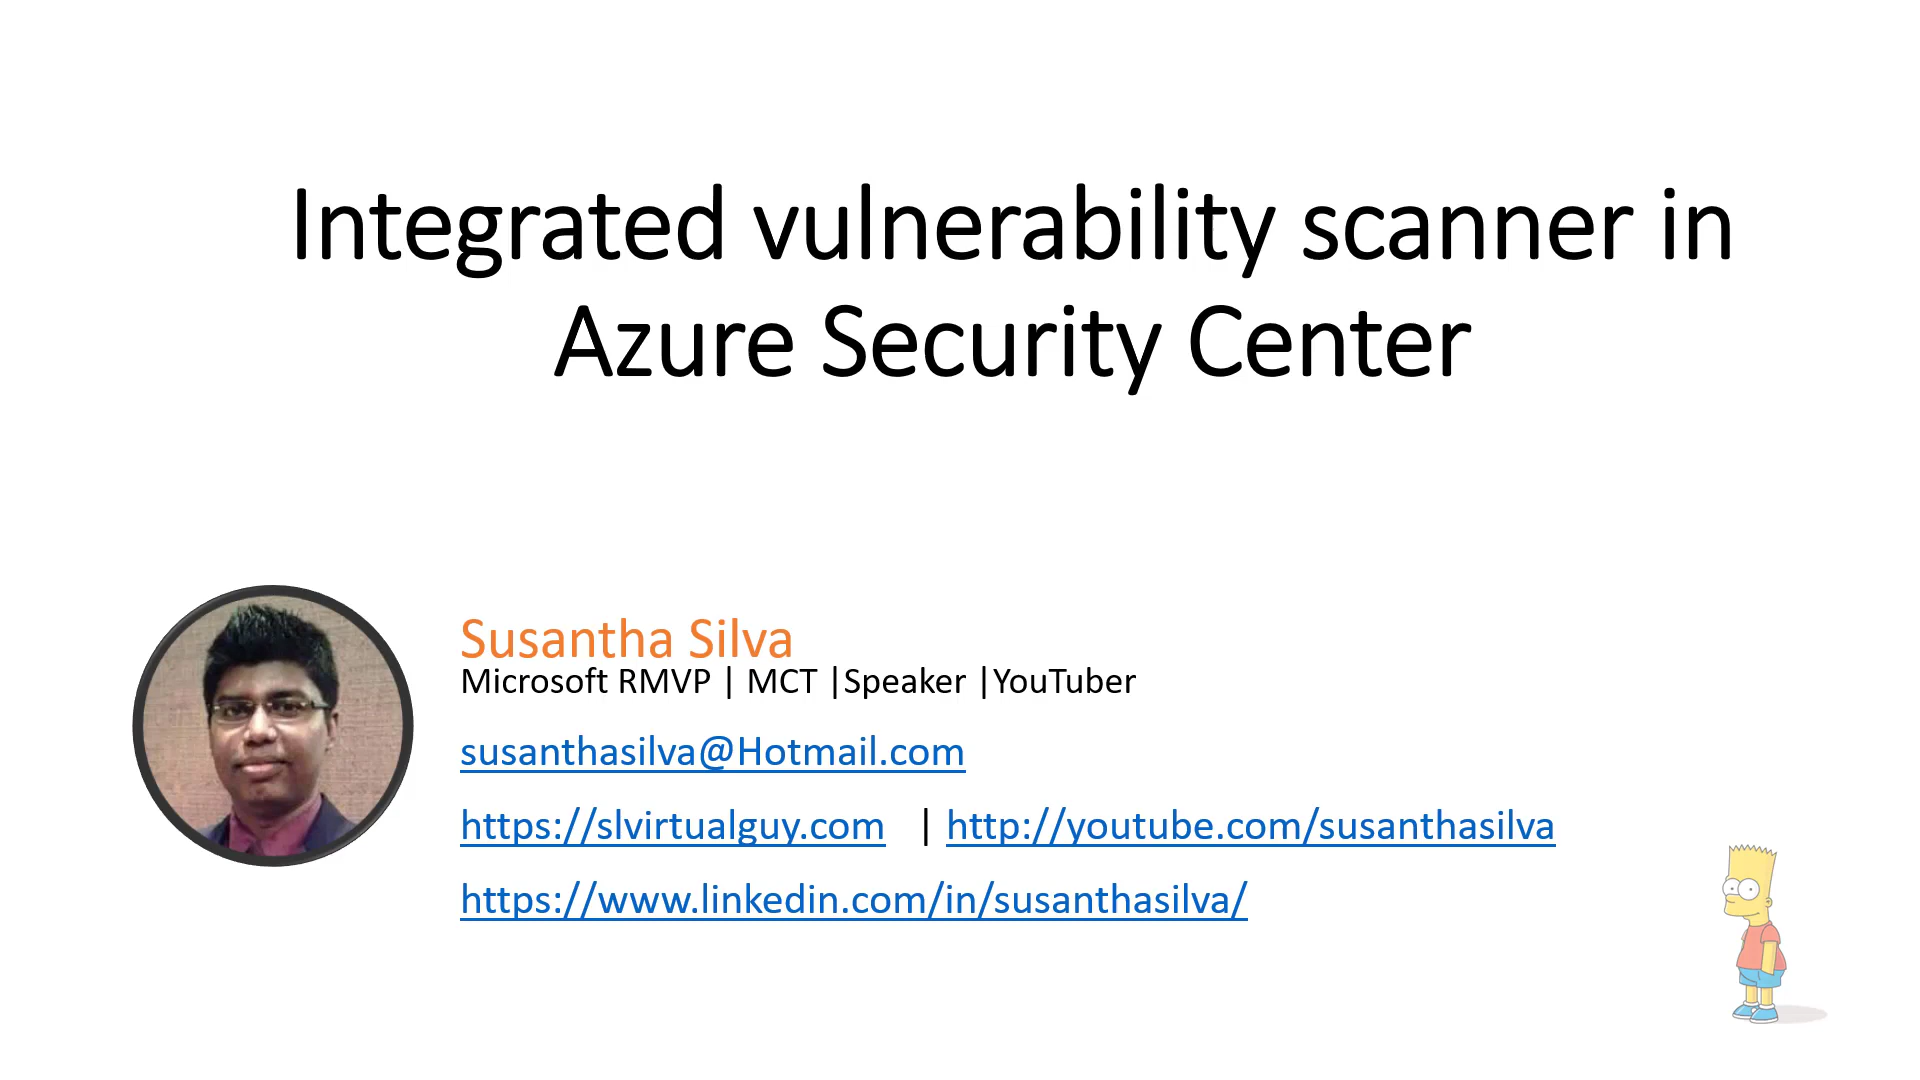 Integrated vulnerability scanner in
Azure Security Center
Susantha Silva
Microsoft RMVP | MCT |Speaker |YouTuber
susanthasilva@Hotmail.com
https://slvirtualguy.com | http://youtube.com/susanthasilva
https://www.linkedin.com/in/susanthasilva/